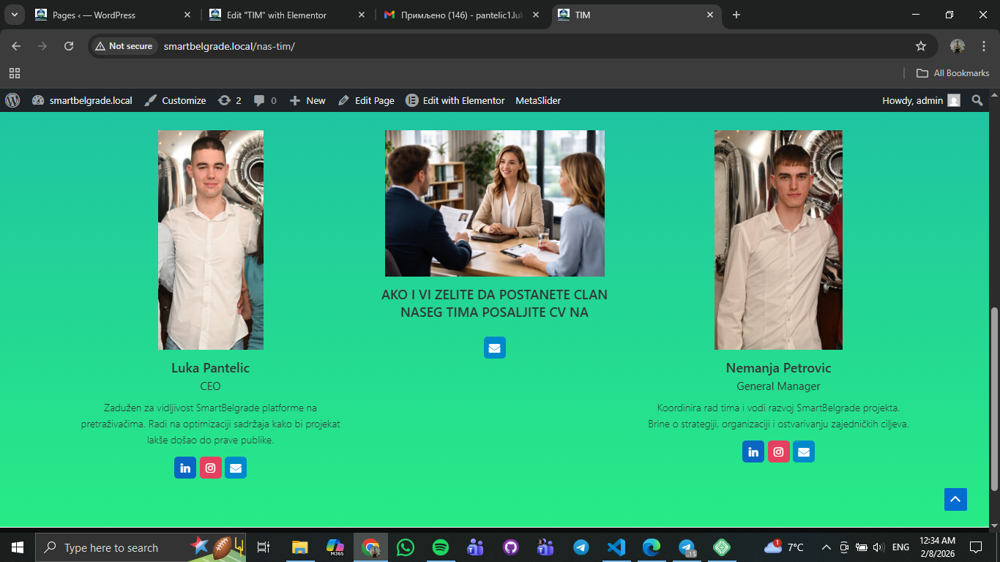 Pages ‹ — WordPress
Edit "TIM" with Elementor
Примљено (146) - pantelic1.lu
TIM
Not secure
smartbelgrade.local/nas-tim/
All Bookmarks
smartbelgrade.local
Customize
2
0
New
Edit Page
Edit with Elementor
MetaSlider
Howdy, admin
AKO I VI ZELITE DA POSTANETE CLAN
NASEG TIMA POSALJITE CV NA
Luka Pantelic
CEO
Zadužen za vidljivost SmartBelgrade platforme na
pretraživačima. Radi na optimizaciji sadržaja kako bi projekat
lakše došao do prave publike.
Nemanja Petrovic
General Manager
Koordinira rad tima i vodi razvoj SmartBelgrade projekta.
Brine o strategiji, organizaciji i ostvarivanju zajedničkih ciljeva.
in
in
Type here to search
M365
..15
1
7°C
ENG
12:34 AM
2/8/2026